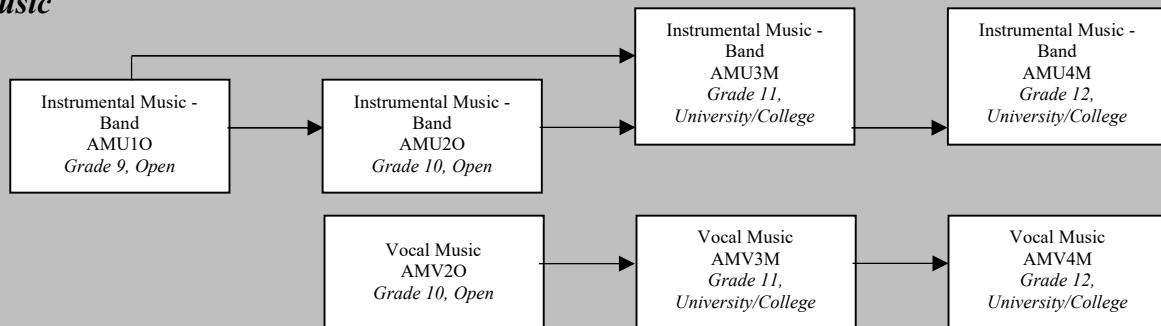 Instrumental Music -
Band
AMU3M
Grade 11,
University/College
Instrumental Music -
Band
AMU4M
Grade 12,
University/College
Instrumental Music -
Band
AMU1O
Grade 9, Open
Instrumental Music -
Band
AMU2O
Grade 10, Open
Vocal Music
AMV2O
Grade 10, Open
Vocal Music
AMV3M
Grade 11,
University/College
Vocal Music
AMV4M
Grade 12,
University/College